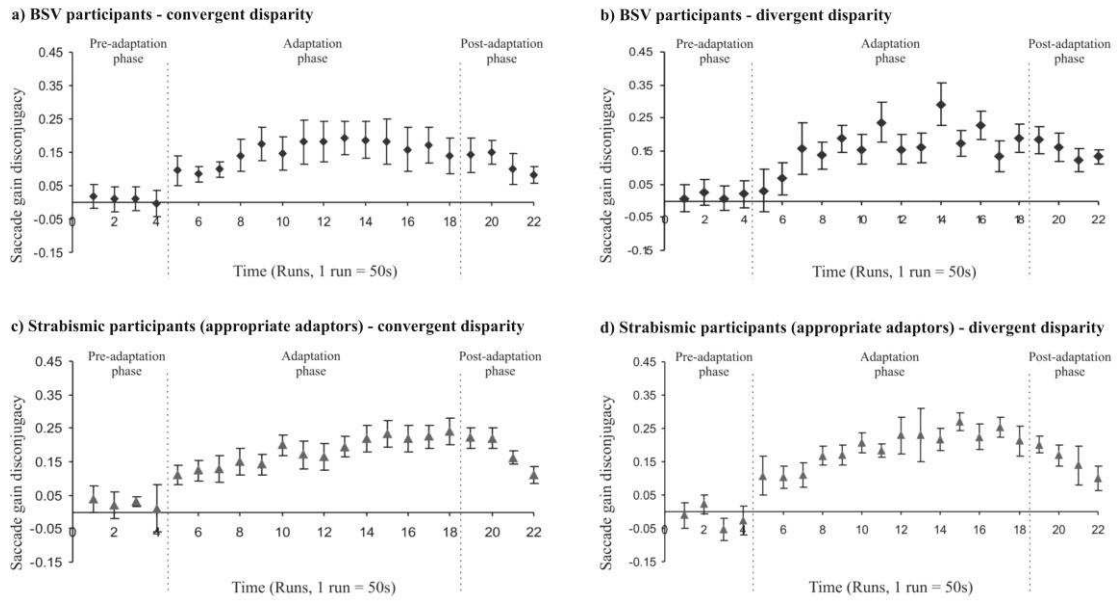 a) BSV participants - convergent disparity
Pre-adaptation
phase
Adaptation
phase
Post-adaptation
phase
Saccade gain disconjugacy
0.45
0.35
0.25
0.15
0.05
-0.05
-0.15
0 2 4 6 8 10 12 14 16 18 20 22
Time (Runs, 1 run = 50s)
b) BSV participants - divergent disparity
Pre-adaptation
phase
Adaptation
phase
Post-adaptation
phase
Saccade gain disconjugacy
0.45
0.35
0.25
0.15
0.05
-0.05
-0.15
0 2 4 6 8 10 12 14 16 18 20 22
Time (Runs, 1 run = 50s)
c) Strabismic participants (appropriate adaptors) - convergent disparity
Pre-adaptation
phase
Adaptation
phase
Post-adaptation
phase
Saccade gain disconjugacy
0.45
0.35
0.25
0.15
0.05
-0.05
-0.15
0 2 4 6 8 10 12 14 16 18 20 22
Time (Runs, 1 run = 50s)
d) Strabismic participants (appropriate adaptors) - divergent disparity
Pre-adaptation
phase
Adaptation
phase
Post-adaptation
phase
Saccade gain disconjugacy
0.45
0.35
0.25
0.15
0.05
-0.05
-0.15
0 2 4 6 8 10 12 14 16 18 20 22
Time (Runs, 1 run = 50s)